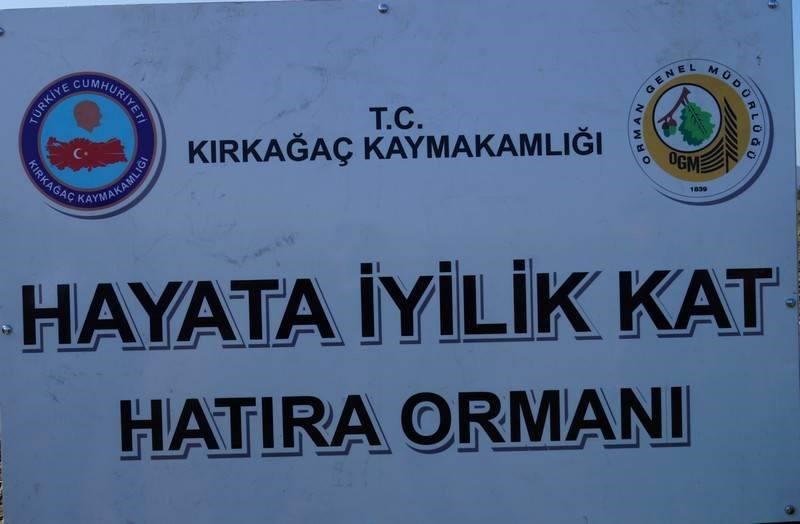 TÜRKİYE CUMHURİYETİ
KIRKAĞAÇ KAYMAKAMLIĞI
T.C.
KIRKAĞAÇ KAYMAKAMLIĞI
ORMAN GENEL MÜDÜRLÜĞÜ
OGM
1839
HAYATA İYİLİK KAT
HATIRA ORMANI